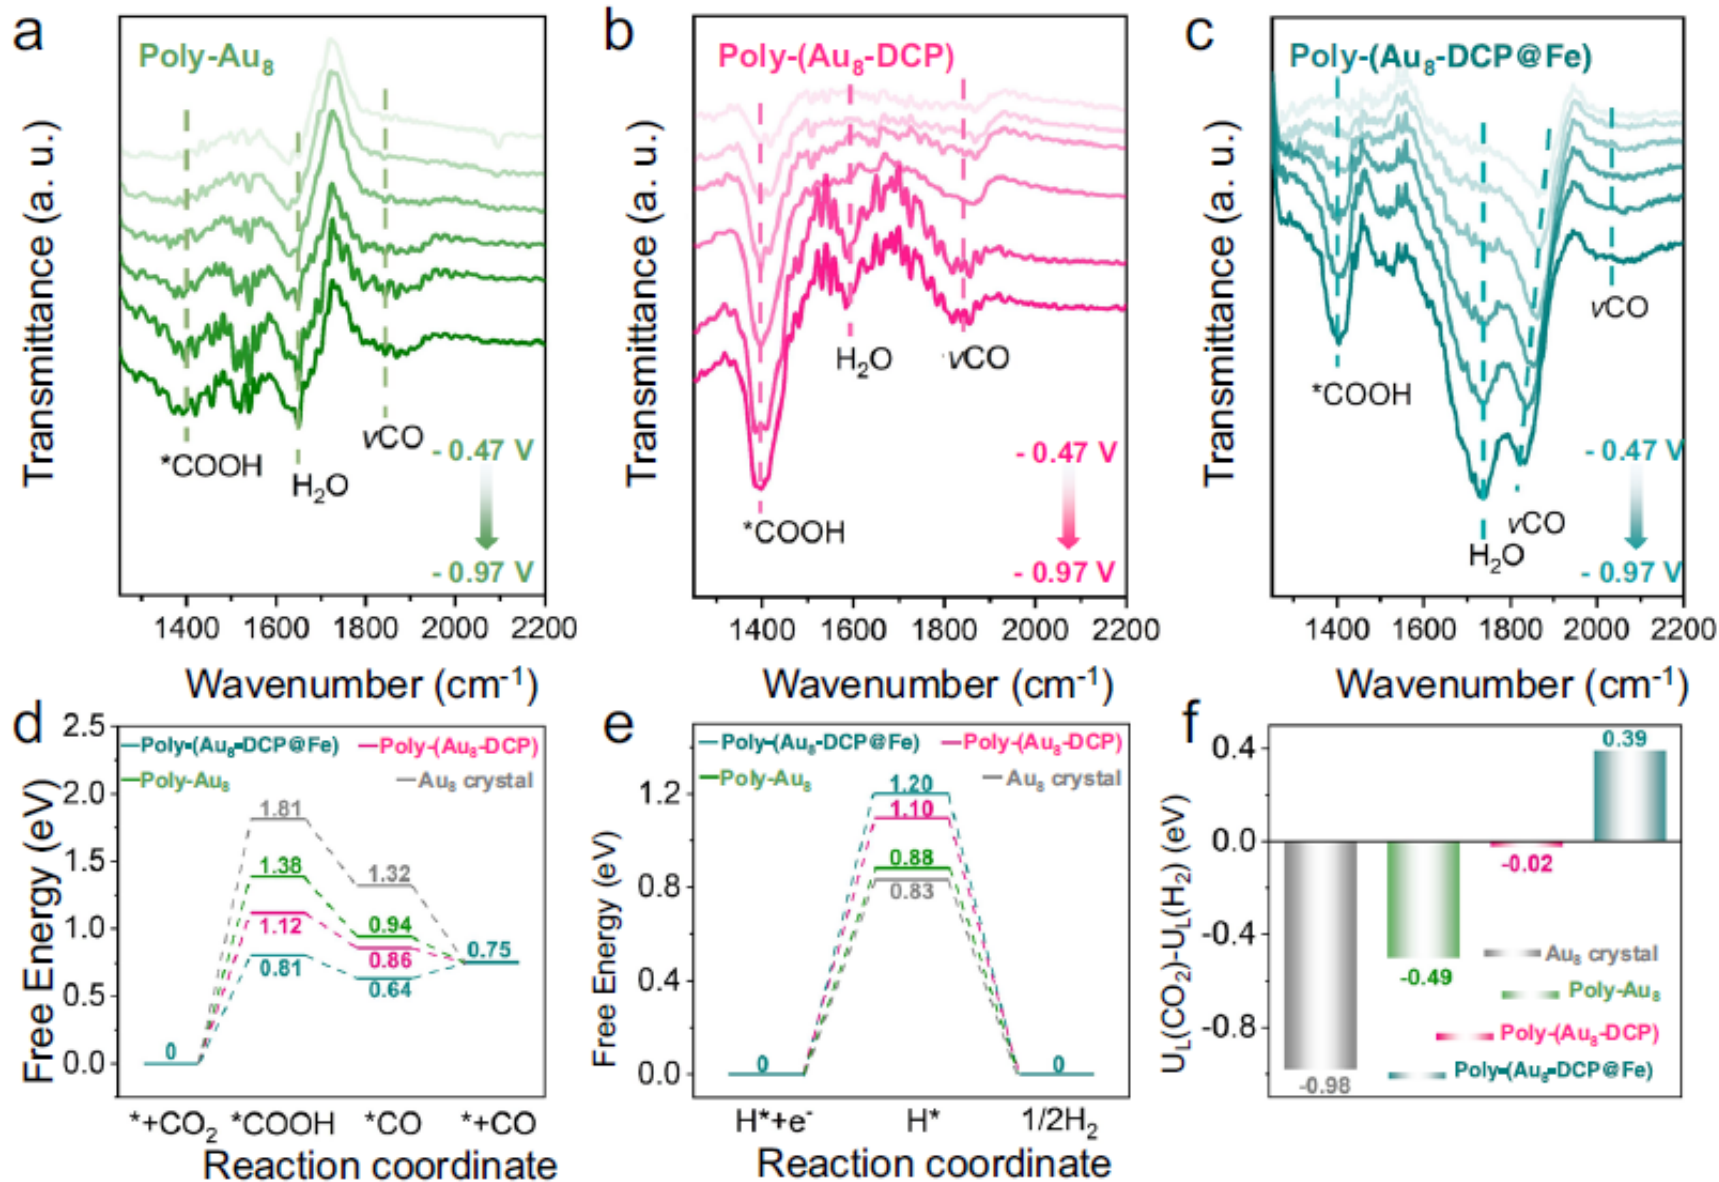 a
Poly-Au₈
Transmittance (a. u.)
*COOH
H₂O
νCO
- 0.47 V
- 0.97 V
1400 1600 1800 2000 2200
Wavenumber (cm⁻¹)
b
Poly-(Au₈-DCP)
Transmittance (a. u.)
H₂O
νCO
*COOH
- 0.47 V
- 0.97 V
1400 1600 1800 2000 2200
Wavenumber (cm⁻¹)
c
Poly-(Au₈-DCP@Fe)
Transmittance (a. u.)
νCO
*COOH
- 0.47 V
νCO
H₂O
- 0.97 V
1400 1600 1800 2000 2200
Wavenumber (cm⁻¹)
d
Free Energy (eV)
2.5
2.0
1.5
1.0
0.5
0.0
Poly-(Au₈-DCP@Fe) Poly-(Au₈-DCP)
Poly-Au₈ Au₈ crystal
1.81
1.38
1.32
1.12
0.94
0.86
0.75
0.81
0.64
0
*+CO₂ *COOH *CO *+CO
Reaction coordinate
e
Free Energy (eV)
1.2
0.8
0.4
0.0
Poly-(Au₈-DCP@Fe) Poly-(Au₈-DCP)
Poly-Au₈ Au₈ crystal
1.20
1.10
0.88
0.83
0 0
H*+e⁻ H* 1/2H₂
Reaction coordinate
f
U_L(CO₂)-U_L(H₂) (eV)
0.4
0.0
-0.4
-0.8
0.39
-0.02
-0.49
-0.98
Au₈ crystal
Poly-Au₈
Poly-(Au₈-DCP)
Poly-(Au₈-DCP@Fe)